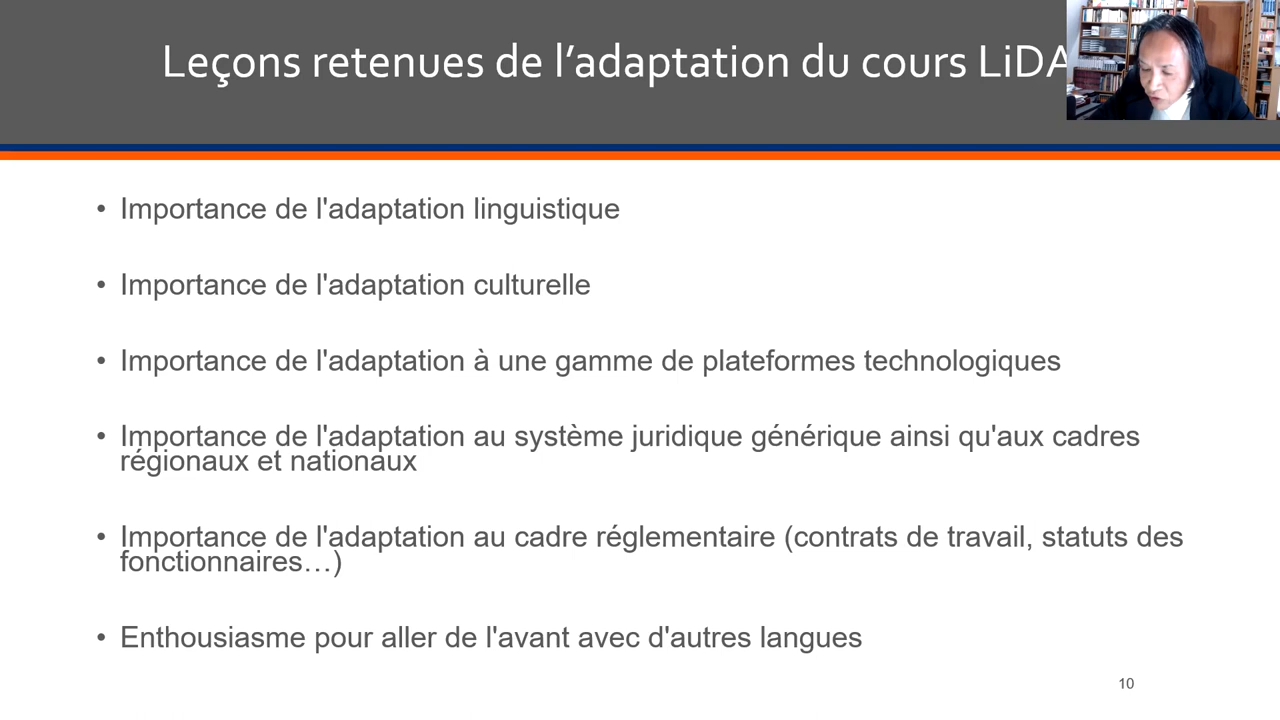 Leçons retenues de l’adaptation du cours
• Importance de l'adaptation linguistique
• Importance de l'adaptation culturelle
• Importance de l'adaptation à une gamme de plateformes technologiques
• Importance de l'adaptation au système juridique générique ainsi qu'aux cadres
régionaux et nationaux
• Importance de l'adaptation au cadre réglementaire (contrats de travail, statuts des
fonctionnaires…)
• Enthousiasme pour aller de l'avant avec d'autres langues
10